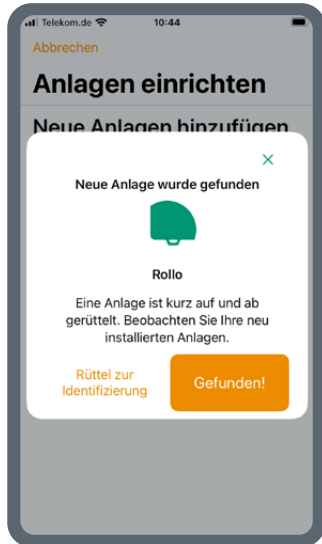 Telekom.de 10:44
Abbrechen
Anlagen einrichten
Neue Anlagen hinzufügen
Neue Anlage wurde gefunden
Rollo
Eine Anlage ist kurz auf und ab
gerüttelt. Beobachten Sie Ihre neu
installierten Anlagen.
Rüttel zur
Identifizierung
Gefunden!